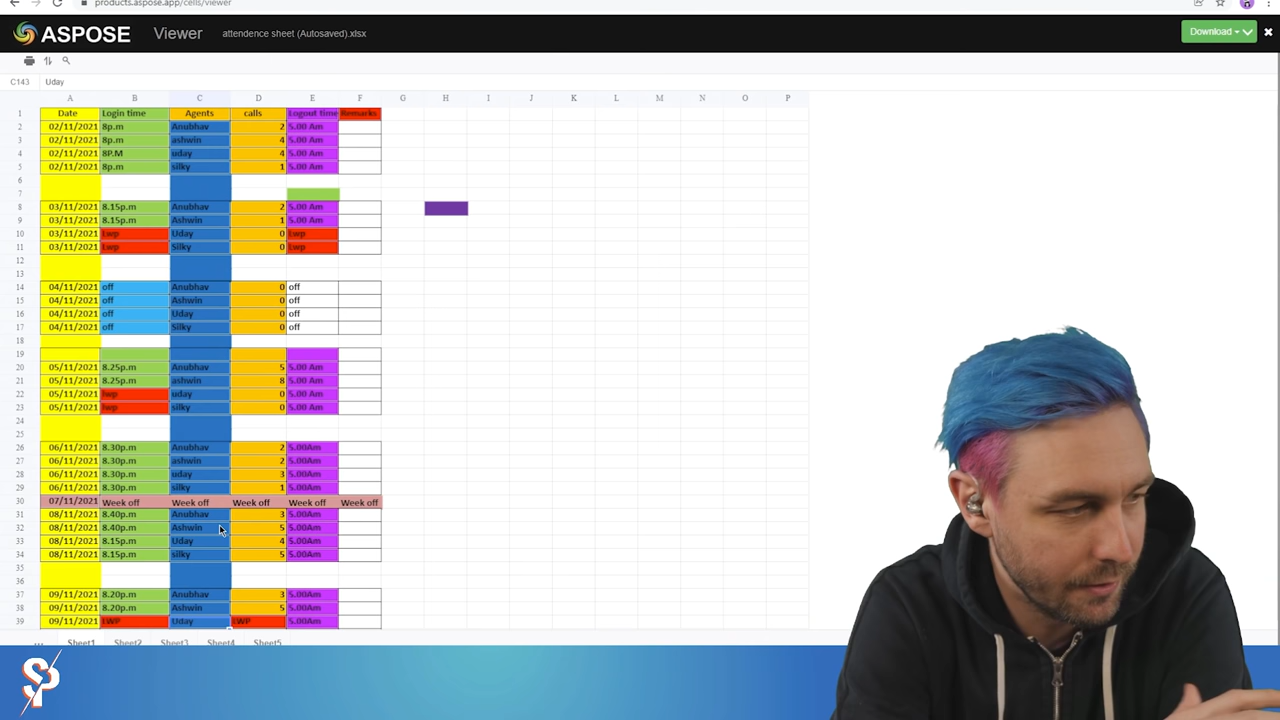 products.aspose.app/cells/viewer
ASPOSE Viewer attendence sheet (Autosaved).xlsx Download
C143 Uday
A B C D E F G H I J K L M N O P
1 Date Login time Agents calls Logout time Remarks
2 02/11/2021 8p.m Anubhav 2 5.00 Am
3 02/11/2021 8p.m ashwin 4 5.00 Am
4 02/11/2021 8P.M uday 4 5.00 Am
5 02/11/2021 8p.m silky 1 5.00 Am
6
7
8 03/11/2021 8.15p.m Anubhav 2 5.00 Am
9 03/11/2021 8.15p.m Ashwin 1 5.00 Am
10 03/11/2021 Lwp Uday 0 Lwp
11 03/11/2021 Lwp Silky 0 Lwp
12
13
14 04/11/2021 off Anubhav 0 off
15 04/11/2021 off Ashwin 0 off
16 04/11/2021 off Uday 0 off
17 04/11/2021 off Silky 0 off
18
19
20 05/11/2021 8.25p.m Anubhav 5 5.00 Am
21 05/11/2021 8.25p.m ashwin 8 5.00 Am
22 05/11/2021 lwp uday 0 5.00 Am
23 05/11/2021 lwp silky 0 5.00 Am
24
25
26 06/11/2021 8.30p.m Anubhav 2 5.00Am
27 06/11/2021 8.30p.m ashwin 2 5.00Am
28 06/11/2021 8.30p.m uday 3 5.00Am
29 06/11/2021 8.30p.m silky 1 5.00Am
30 07/11/2021 Week off Week off Week off Week off Week off
31 08/11/2021 8.40p.m Anubhav 3 5.00Am
32 08/11/2021 8.40p.m Ashwin 5 5.00Am
33 08/11/2021 8.15p.m Uday 4 5.00Am
34 08/11/2021 8.15p.m silky 5 5.00Am
35
36
37 09/11/2021 8.20p.m Anubhav 3 5.00Am
38 09/11/2021 8.20p.m Ashwin 5 5.00Am
39 09/11/2021 LWP Uday LWP 5.00Am
... Sheet1 Sheet2 Sheet3 Sheet4 Sheet5
SP